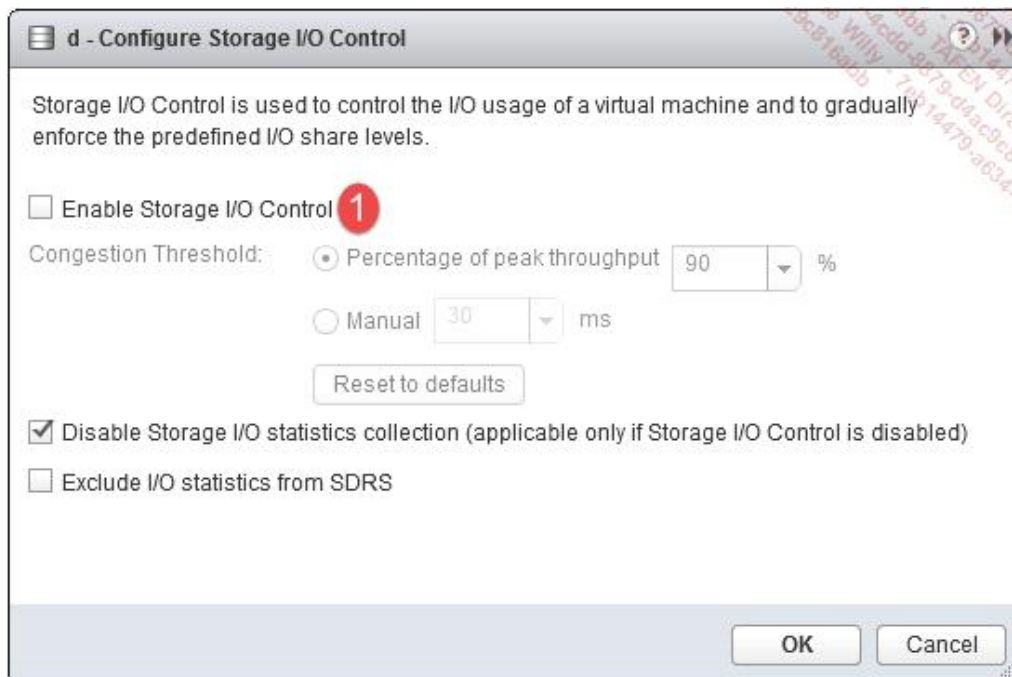 d - Configure Storage I/O Control
?
Storage I/O Control is used to control the I/O usage of a virtual machine and to gradually
enforce the predefined I/O share levels.
Enable Storage I/O Control 1
Congestion Threshold: Percentage of peak throughput 90 %
Manual 30 ms
Reset to defaults
Disable Storage I/O statistics collection (applicable only if Storage I/O Control is disabled)
Exclude I/O statistics from SDRS
OK Cancel